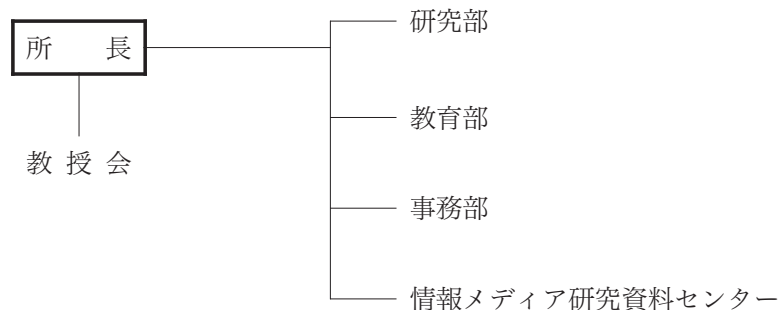 所　長
研究部
教授会
教育部
事務部
情報メディア研究資料センター